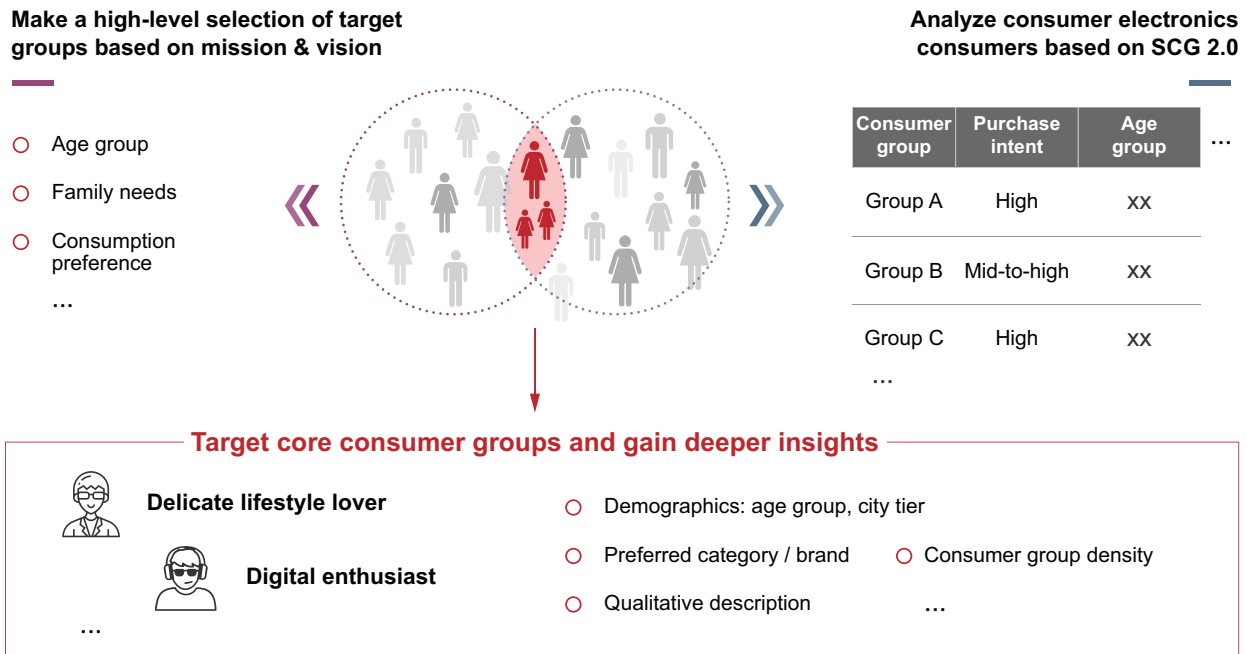 Make a high-level selection of target
groups based on mission & vision
Age group
Family needs
Consumption
preference
...
Analyze consumer electronics
consumers based on SCG 2.0
Consumer group Purchase intent Age group ...
Group A High xx
Group B Mid-to-high xx
Group C High xx
...
Target core consumer groups and gain deeper insights
Delicate lifestyle lover
Digital enthusiast
...
Demographics: age group, city tier
Preferred category / brand
Consumer group density
Qualitative description
...